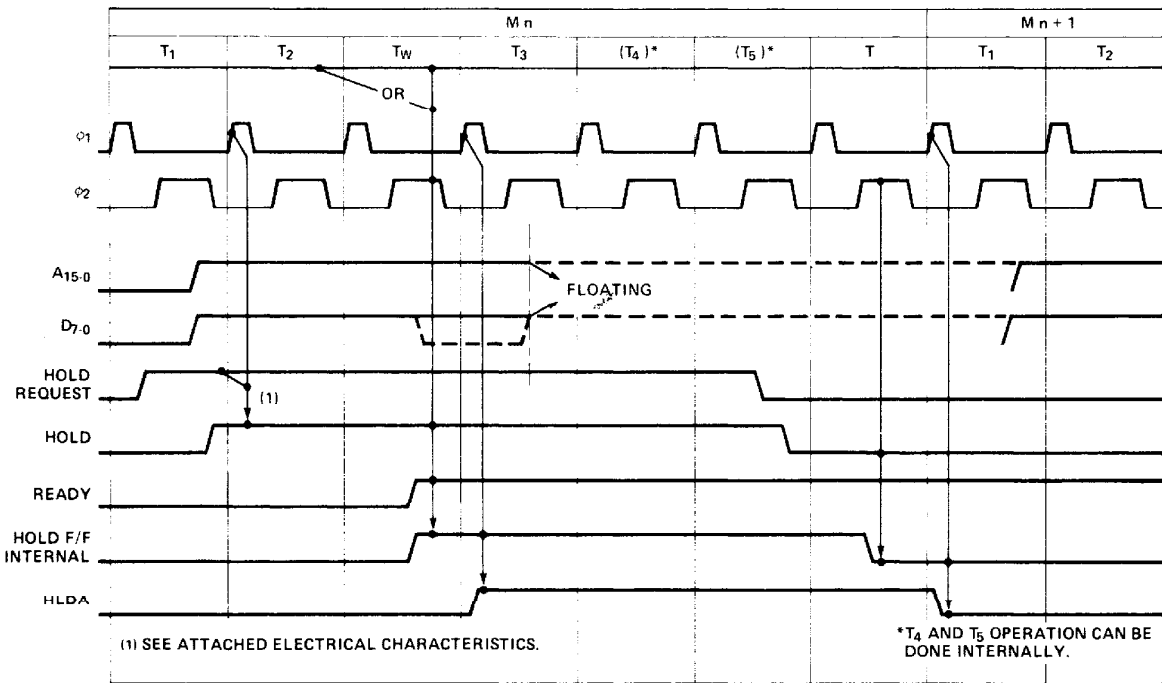 M n M n + 1
T1 T2 TW T3 (T4)* (T5)* T T1 T2
OR
φ1
φ2
A15-0
FLOATING
D7-0
HOLD
REQUEST
(1)
HOLD
READY
HOLD F/F
INTERNAL
HLDA
(1) SEE ATTACHED ELECTRICAL CHARACTERISTICS.
*T4 AND T5 OPERATION CAN BE
DONE INTERNALLY.